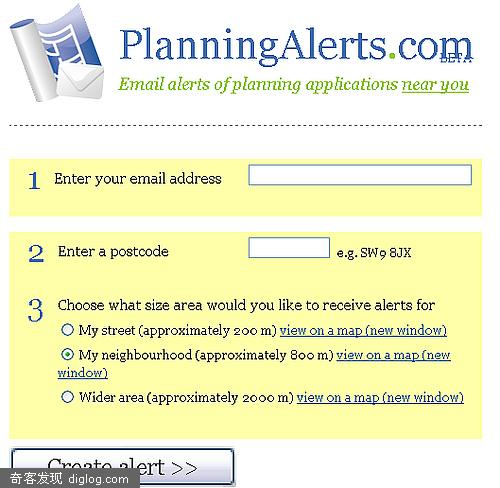 PlanningAlerts.com
BETA
Email alerts of planning applications near you
1 Enter your email address
2 Enter a postcode e.g. SW9 8JX
3 Choose what size area would you like to receive alerts for
My street (approximately 200 m) view on a map (new window)
My neighbourhood (approximately 800 m) view on a map (new
window)
Wider area (approximately 2000 m) view on a map (new window)
Create alert >>
奇客发现 diglog.com